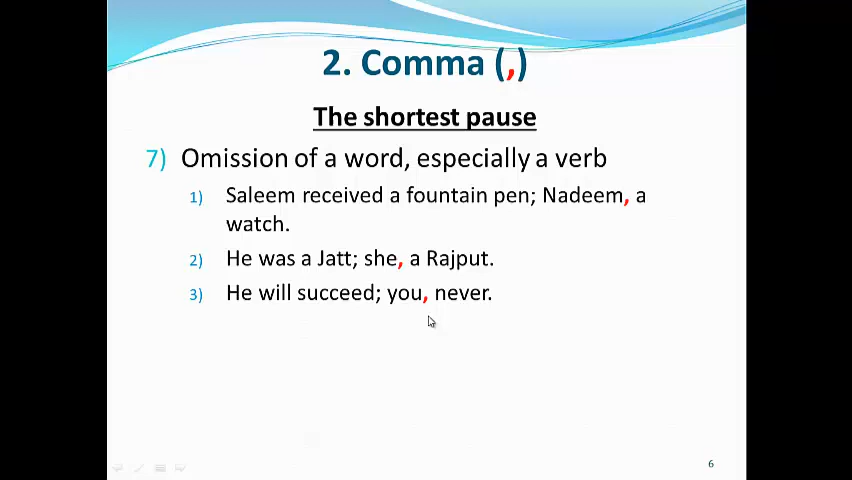 2. Comma (,)
The shortest pause
7) Omission of a word, especially a verb
1) Saleem received a fountain pen; Nadeem, a
watch.
2) He was a Jatt; she, a Rajput.
3) He will succeed; you, never.
6